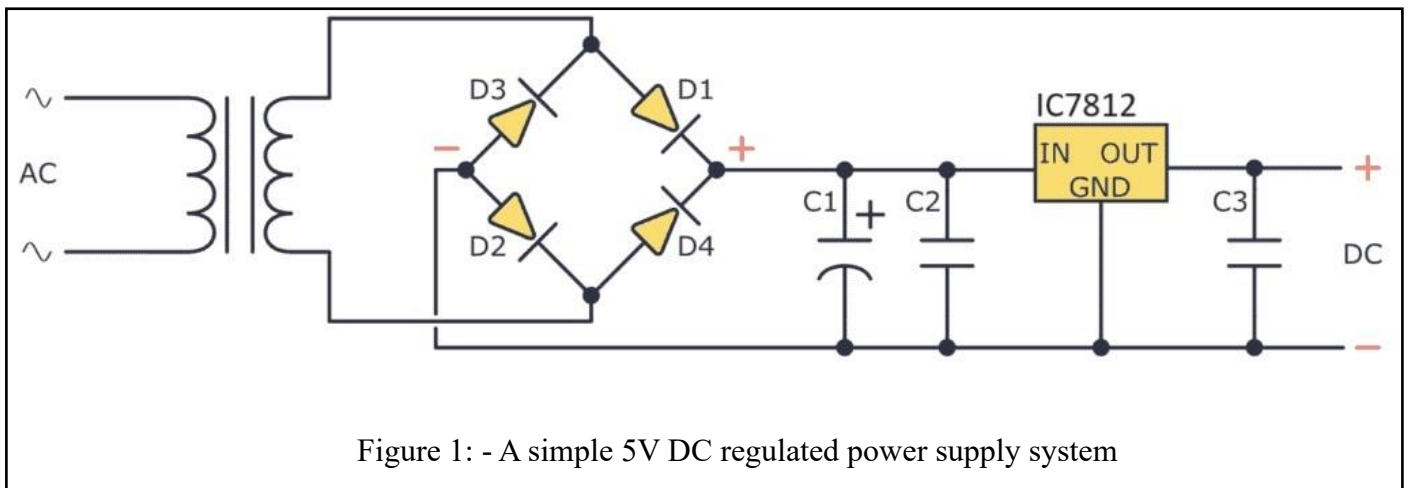 IC7812
D3
D1
− +
IN OUT
AC
GND
C1 + C2
C3
+
D2
D4
DC
−
Figure 1: - A simple 5V DC regulated power supply system